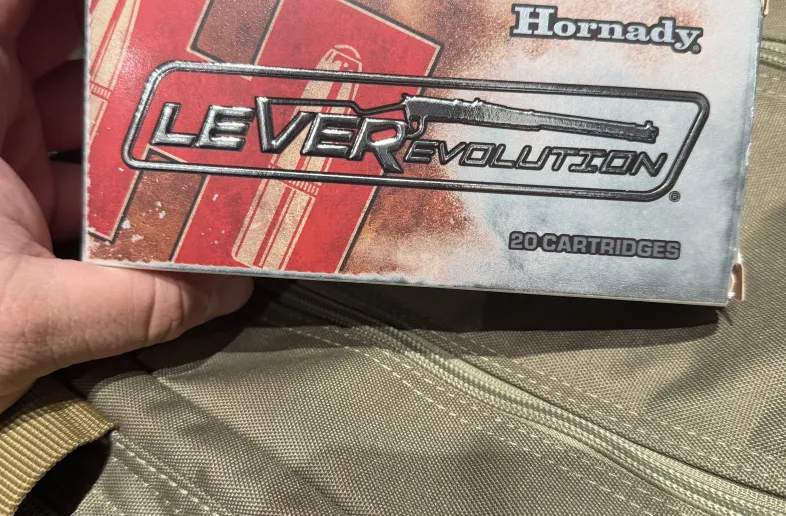 Hornady.
LEVEREVOLUTION®
20 CARTRIDGES